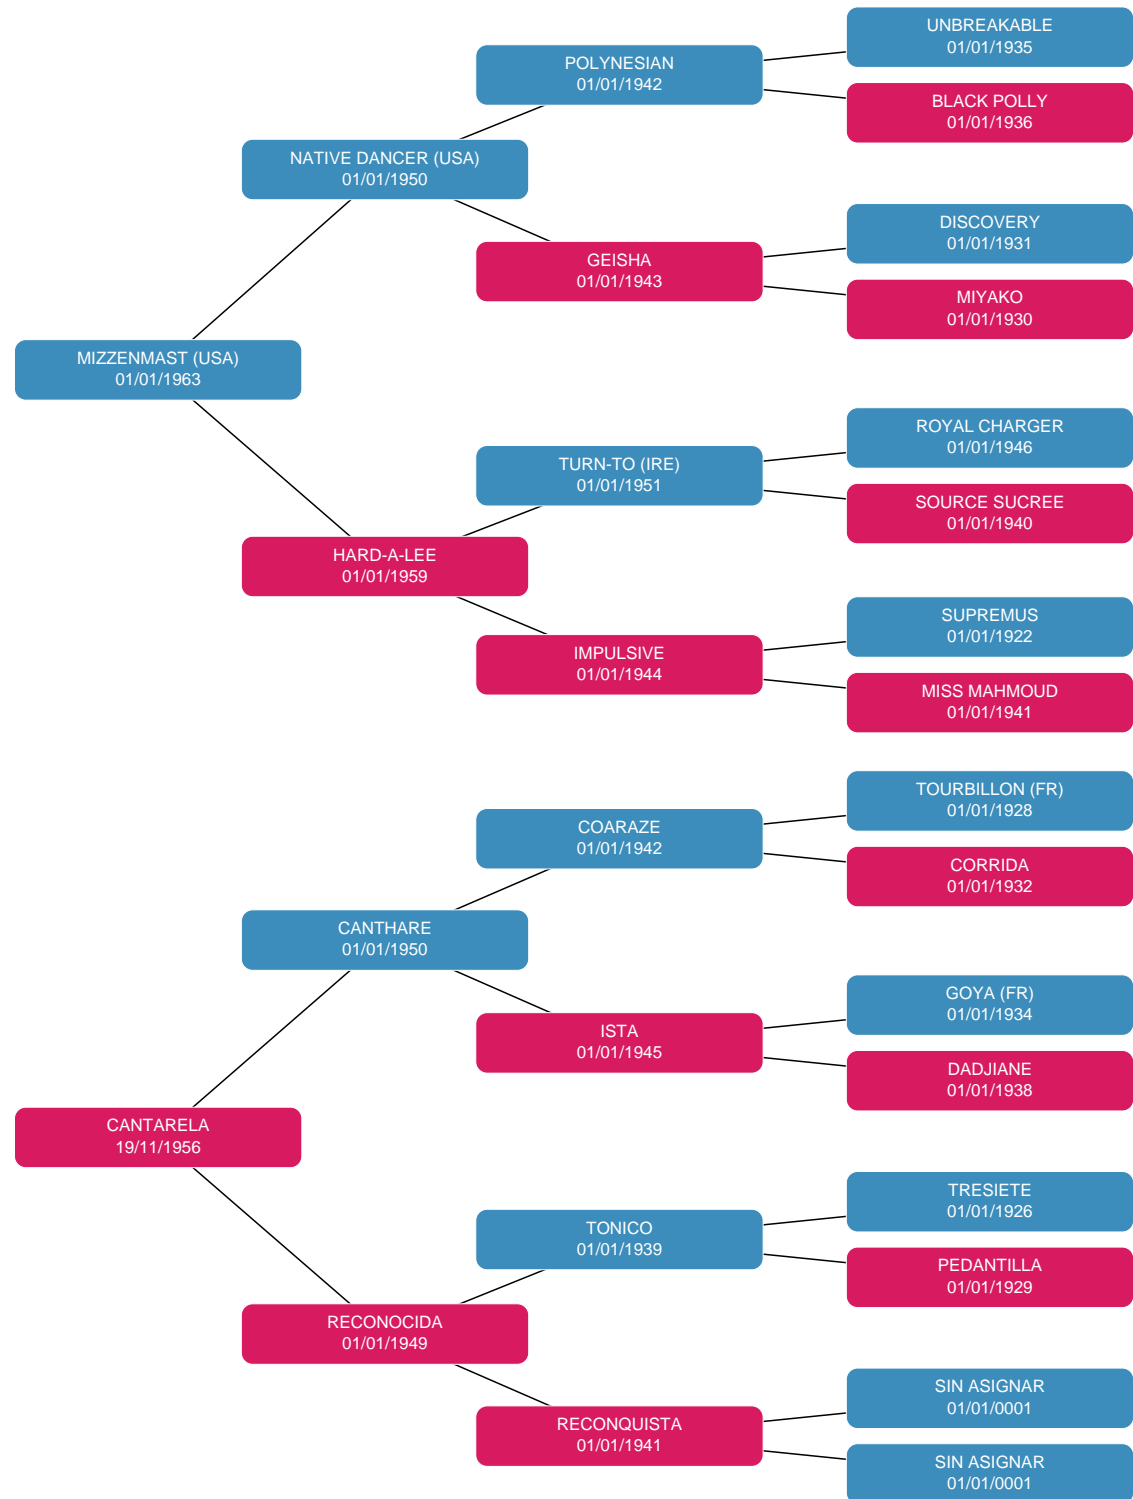 UNBREAKABLE
01/01/1935
POLYNESIAN
01/01/1942
BLACK POLLY
01/01/1936
NATIVE DANCER (USA)
01/01/1950
DISCOVERY
01/01/1931
GEISHA
01/01/1943
MIYAKO
01/01/1930
MIZZENMAST (USA)
01/01/1963
ROYAL CHARGER
01/01/1946
TURN-TO (IRE)
01/01/1951
SOURCE SUCREE
01/01/1940
HARD-A-LEE
01/01/1959
SUPREMUS
01/01/1922
IMPULSIVE
01/01/1944
MISS MAHMOUD
01/01/1941
TOURBILLON (FR)
01/01/1928
COARAZE
01/01/1942
CORRIDA
01/01/1932
CANTHARE
01/01/1950
GOYA (FR)
01/01/1934
ISTA
01/01/1945
DADJIANE
01/01/1938
CANTARELA
19/11/1956
TRESIETE
01/01/1926
TONICO
01/01/1939
PEDANTILLA
01/01/1929
RECONOCIDA
01/01/1949
SIN ASIGNAR
01/01/0001
RECONQUISTA
01/01/1941
SIN ASIGNAR
01/01/0001